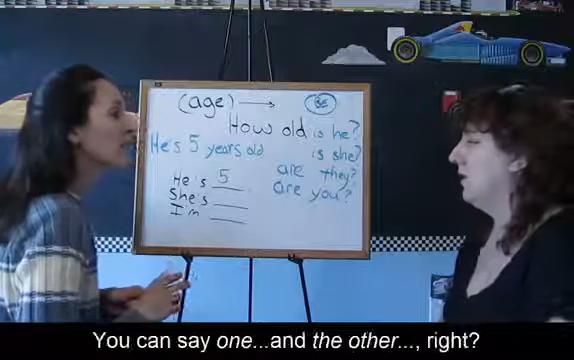 (age) → BE
How old is he?
He's 5 years old is she?
are they?
He's 5 are you?
She's ___
I'm ___
You can say one...and the other..., right?